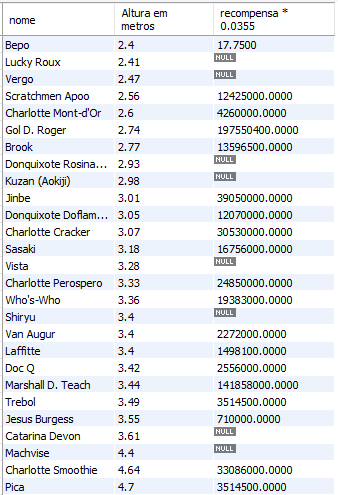 nome Altura em metros recompensa * 0.0355
Bepo 2.4 17.7500
Lucky Roux 2.41 NULL
Vergo 2.47 NULL
Scratchmen Apoo 2.56 12425000.0000
Charlotte Mont-d'Or 2.6 4260000.0000
Gol D. Roger 2.74 197550400.0000
Brook 2.77 13596500.0000
Donquixote Rosina... 2.93 NULL
Kuzan (Aokiji) 2.98 NULL
Jinbe 3.01 39050000.0000
Donquixote Doflam... 3.05 12070000.0000
Charlotte Cracker 3.07 30530000.0000
Sasaki 3.18 16756000.0000
Vista 3.28 NULL
Charlotte Perospero 3.33 24850000.0000
Who's-Who 3.36 19383000.0000
Shiryu 3.4 NULL
Van Augur 3.4 2272000.0000
Laffitte 3.4 1498100.0000
Doc Q 3.42 2556000.0000
Marshall D. Teach 3.44 141858000.0000
Trebol 3.49 3514500.0000
Jesus Burgess 3.55 710000.0000
Catarina Devon 3.61 NULL
Machvise 4.4 NULL
Charlotte Smoothie 4.64 33086000.0000
Pica 4.7 3514500.0000